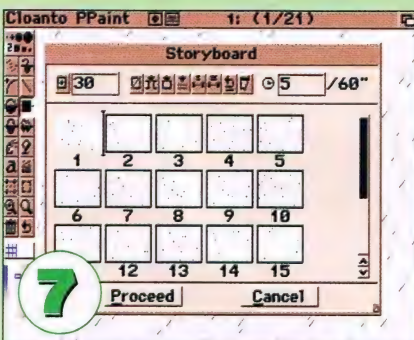 Cloanto PPaint 1: (1/21)
Storyboard
30 5 /60"
1 2 3 4 5
6 7 8 9 10
12 13 14 15
7
Proceed Cancel